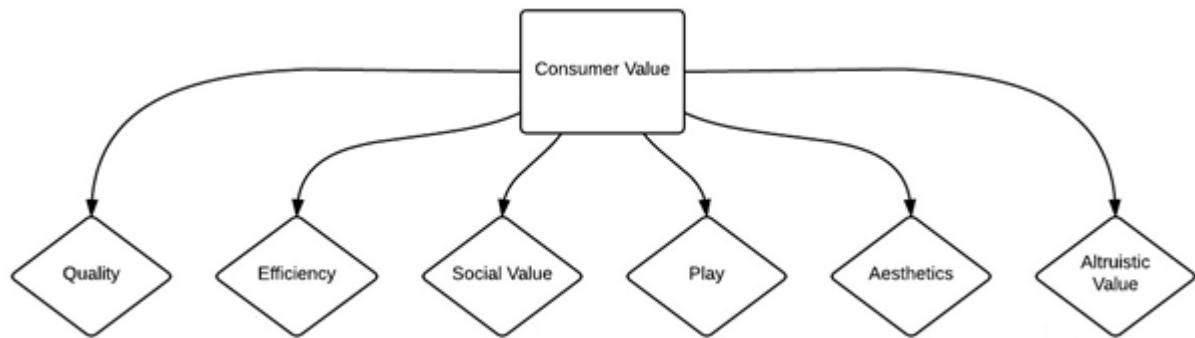 Consumer Value
Quality
Efficiency
Social Value
Play
Aesthetics
Altruistic
Value